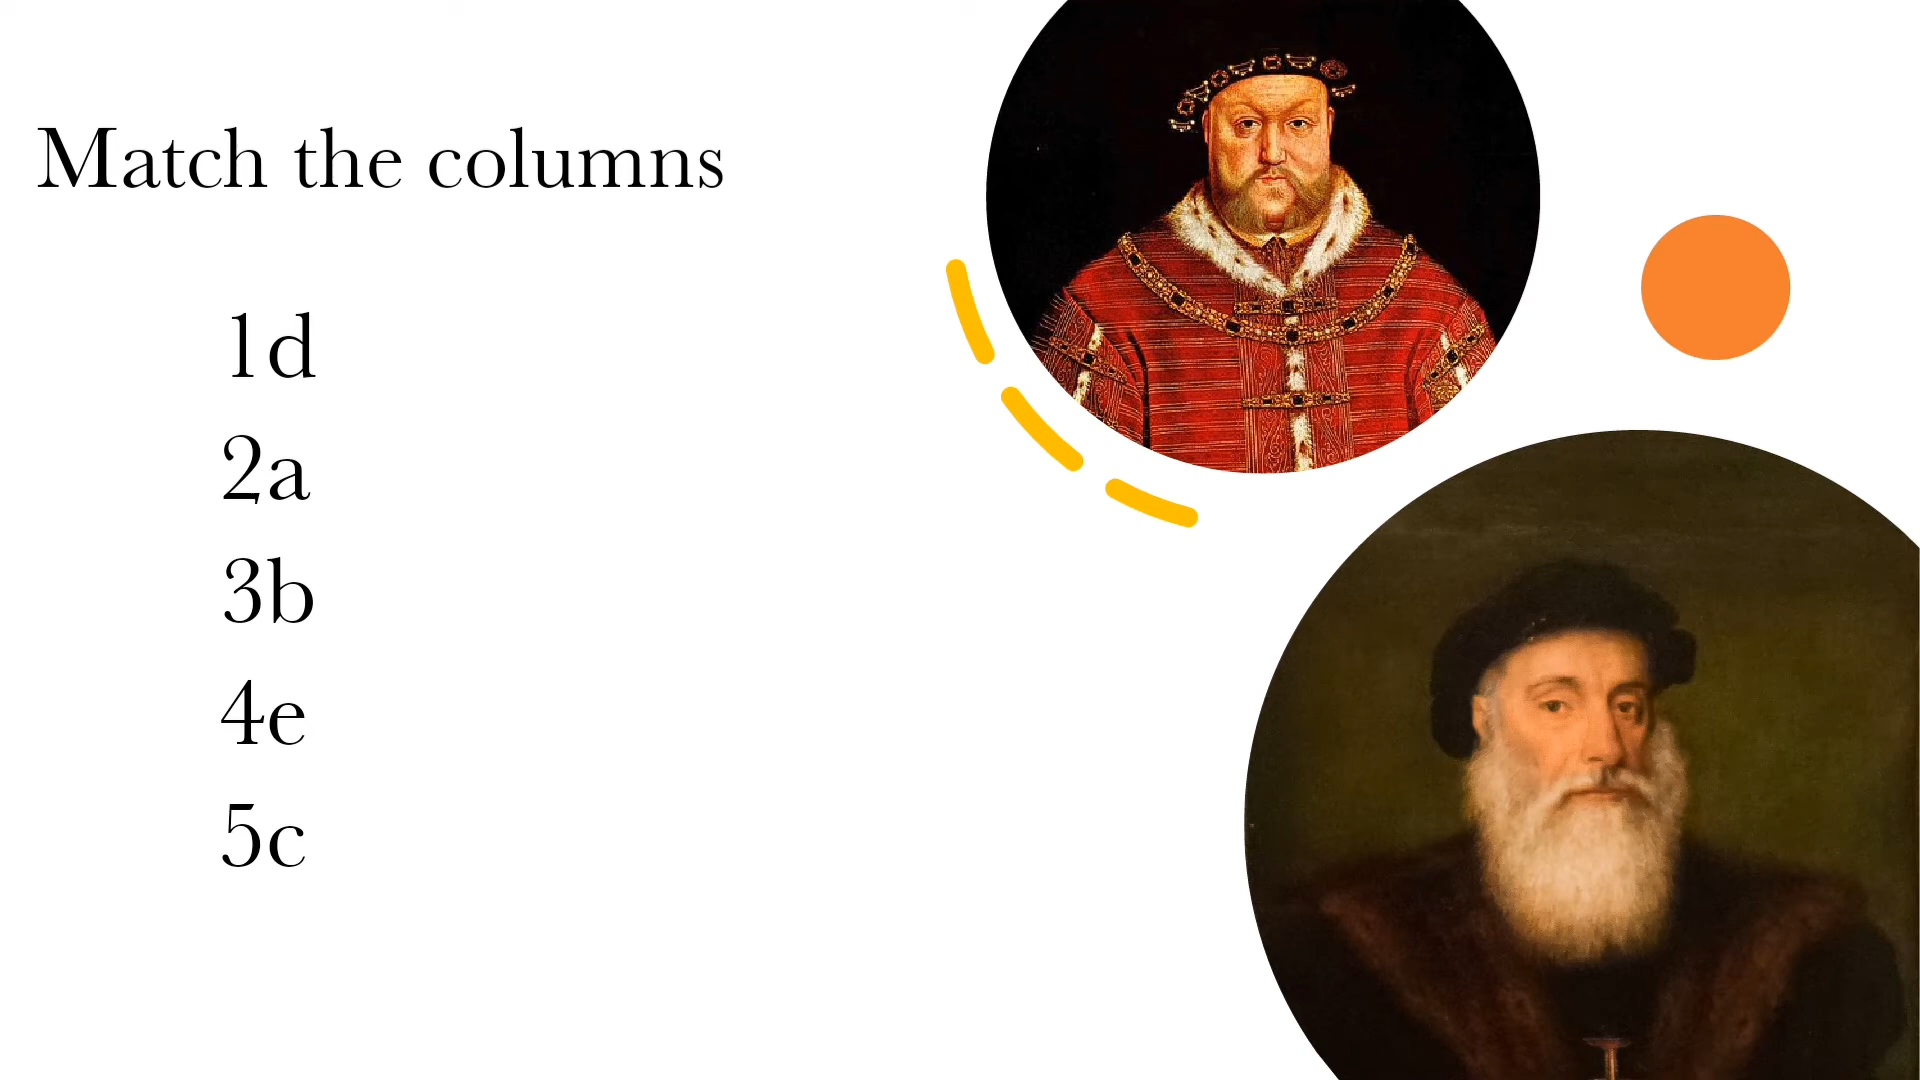 Match the columns
1d
2a
3b
4e
5c